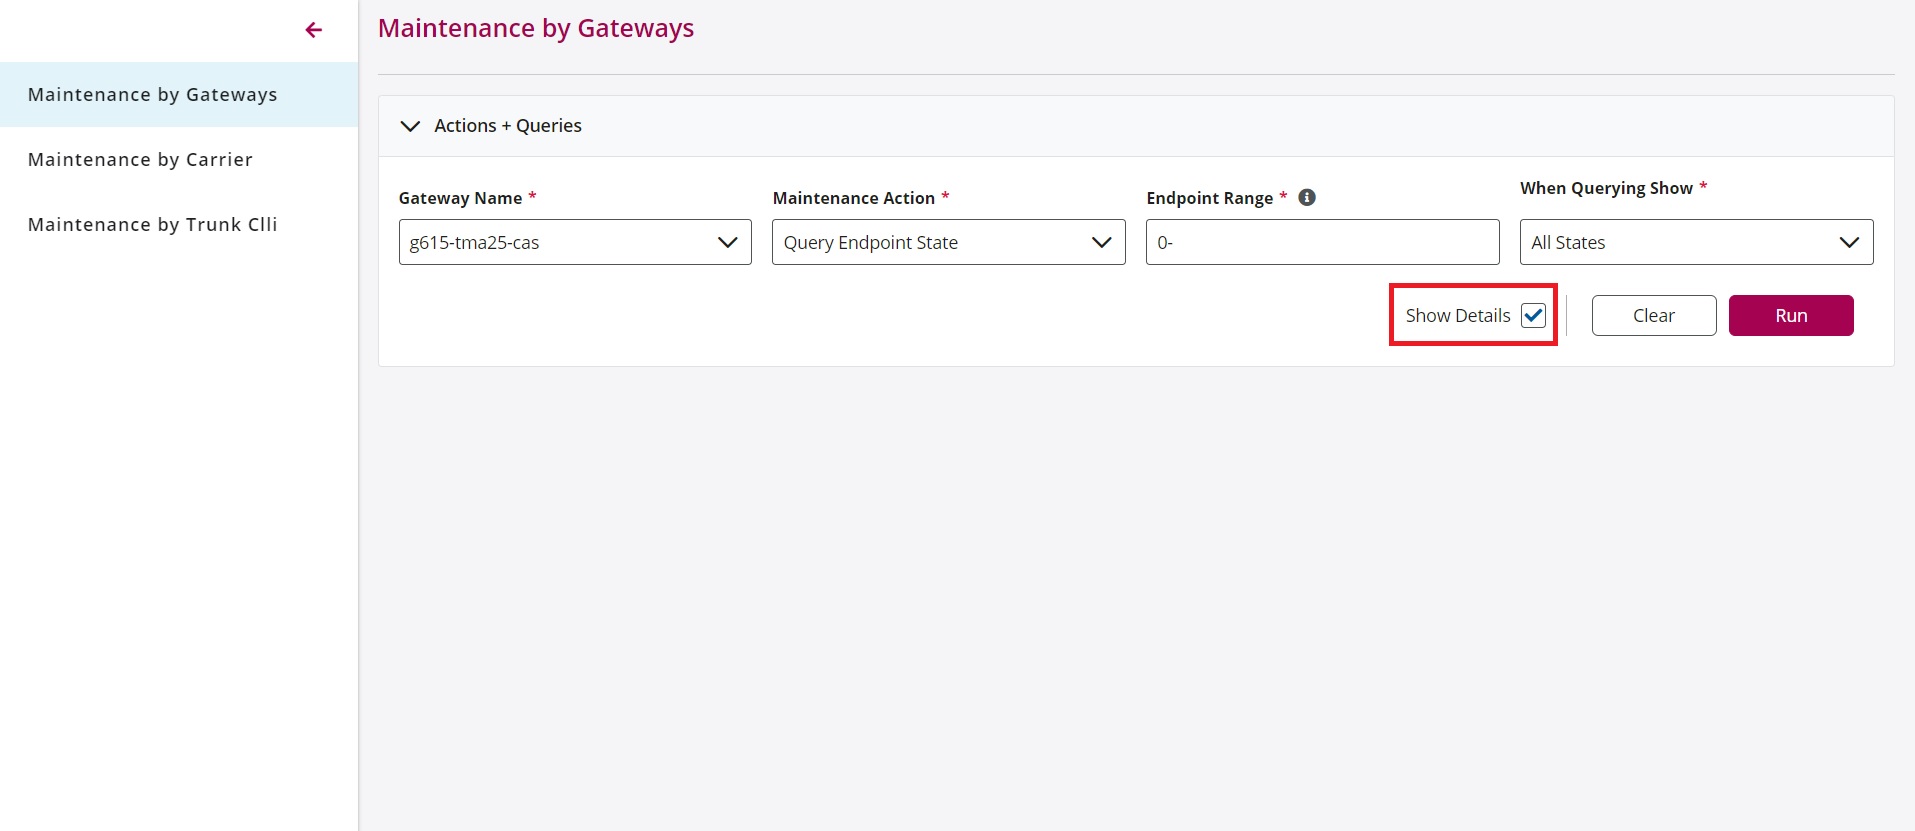 Maintenance by Gateways
Maintenance by Carrier
Maintenance by Trunk Clli
Maintenance by Gateways
Actions + Queries
Gateway Name *
g615-tma25-cas
Maintenance Action *
Query Endpoint State
Endpoint Range *
0-
When Querying Show *
All States
Show Details
Clear
Run